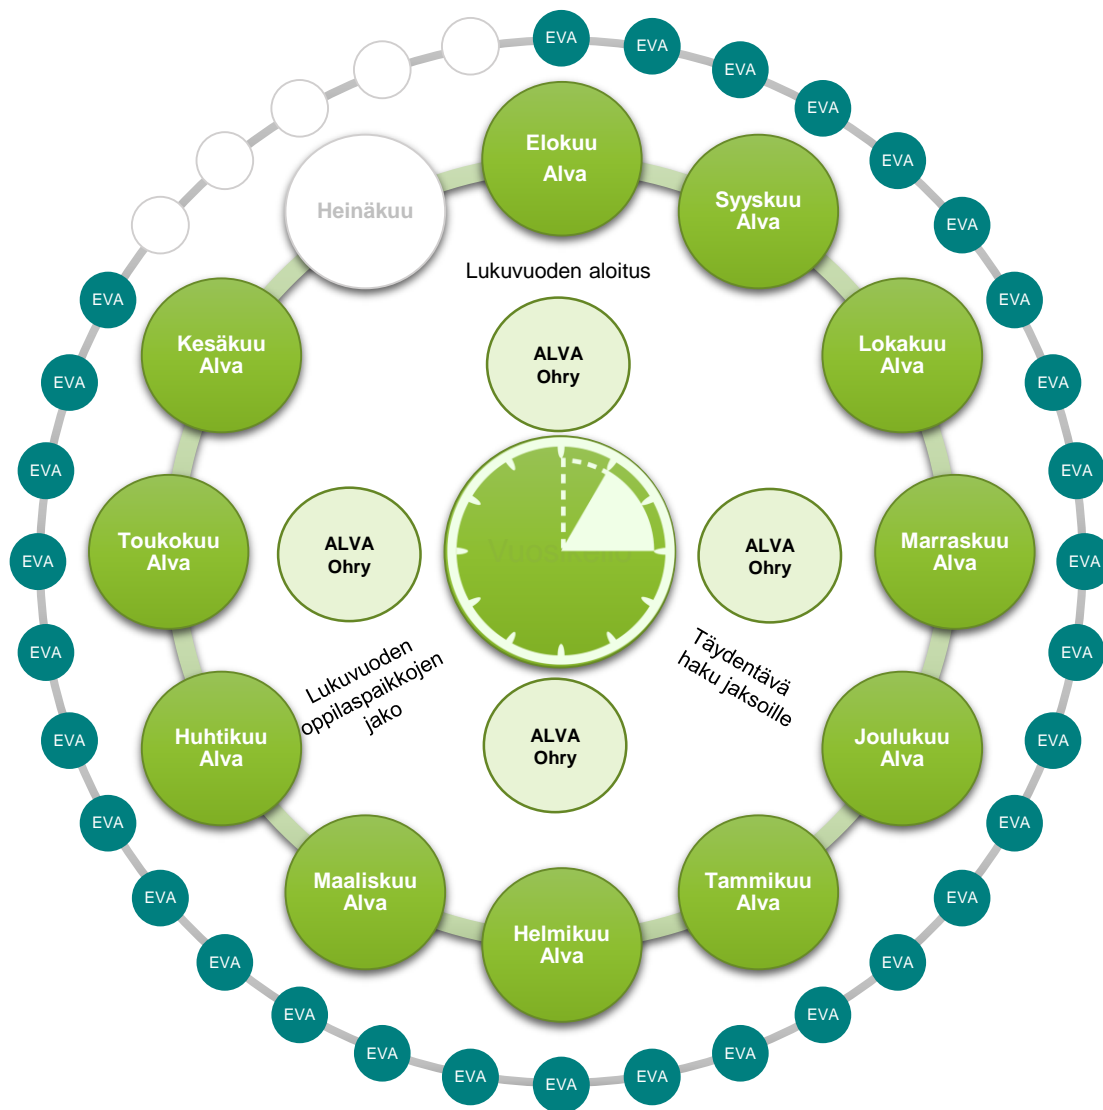 EVA
EVA
EVA
EVA
Elokuu
Alva
EVA
Heinäkuu
Syyskuu
Alva
EVA
Lukuvuoden aloitus
EVA
EVA
Kesäkuu
Alva
ALVA
Ohry
Lokakuu
Alva
EVA
EVA
EVA
EVA
Toukokuu
Alva
ALVA
Ohry
ALVA
Ohry
Marraskuu
Alva
EVA
EVA
EVA
EVA
Lukuvuoden
oppilaspaikkojen
jako
Täydentävä
haku jaksoille
EVA
EVA
Huhtikuu
Alva
ALVA
Ohry
Joulukuu
Alva
EVA
EVA
Maaliskuu
Alva
Tammikuu
Alva
EVA
EVA
Helmikuu
Alva
EVA
EVA
EVA
EVA
EVA
EVA
EVA
EVA
EVA